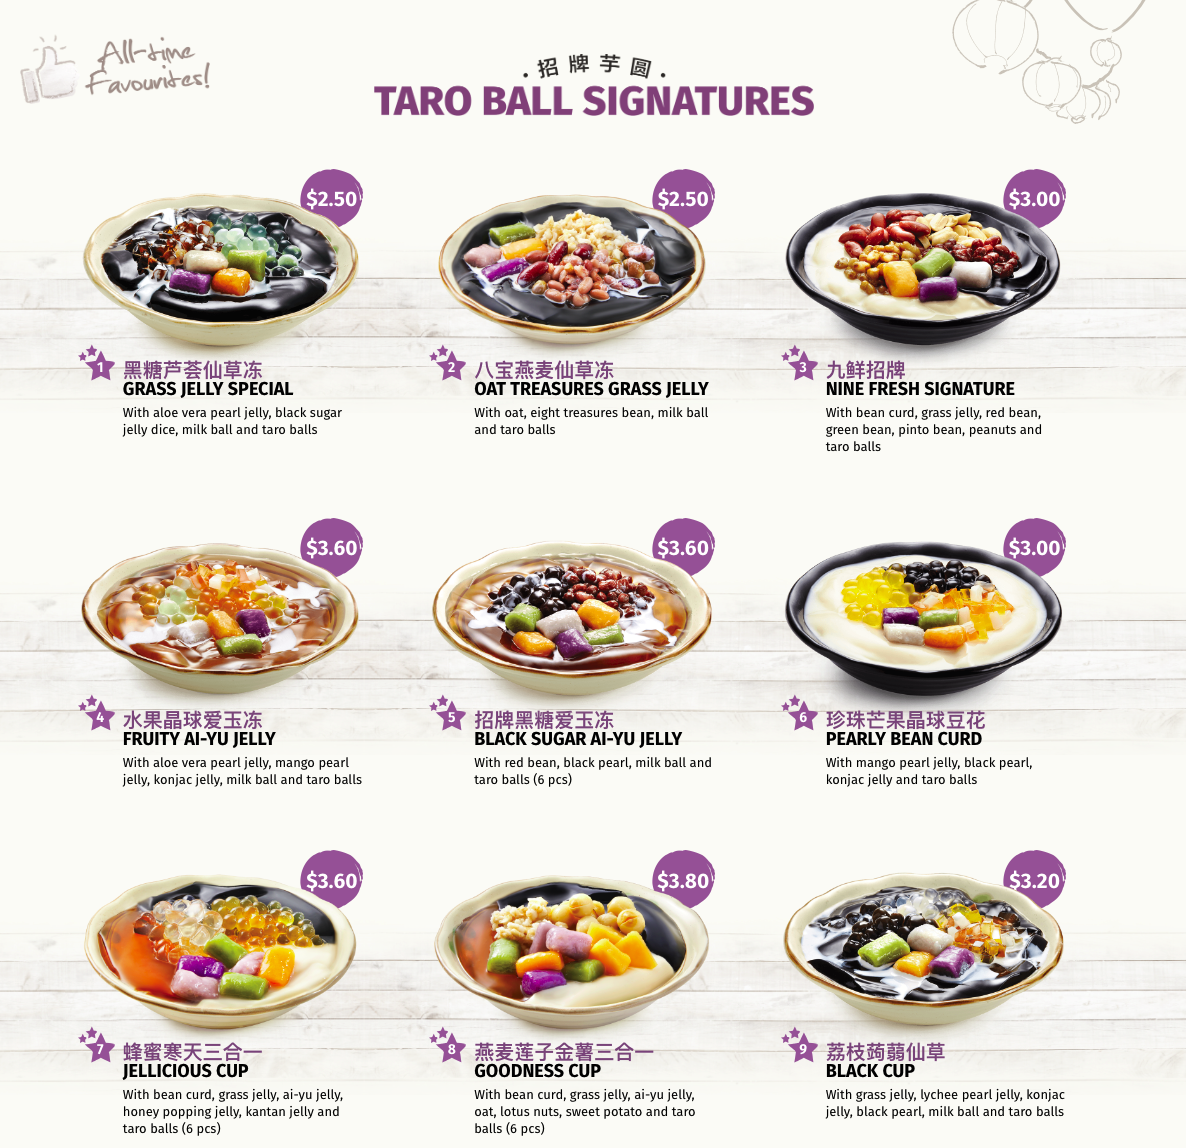 All-time
Favourites!
·招牌芋圆·
TARO BALL SIGNATURES
$2.50
1
黑糖芦荟仙草冻
GRASS JELLY SPECIAL
With aloe vera pearl jelly, black sugar
jelly dice, milk ball and taro balls
$2.50
2
八宝燕麦仙草冻
OAT TREASURES GRASS JELLY
With oat, eight treasures bean, milk ball
and taro balls
$3.00
3
九鲜招牌
NINE FRESH SIGNATURE
With bean curd, grass jelly, red bean,
green bean, pinto bean, peanuts and
taro balls
$3.60
4
水果晶球爱玉冻
FRUITY AI-YU JELLY
With aloe vera pearl jelly, mango pearl
jelly, konjac jelly, milk ball and taro balls
$3.60
5
招牌黑糖爱玉冻
BLACK SUGAR AI-YU JELLY
With red bean, black pearl, milk ball and
taro balls (6 pcs)
$3.00
6
珍珠芒果晶球豆花
PEARLY BEAN CURD
With mango pearl jelly, black pearl,
konjac jelly and taro balls
$3.60
7
蜂蜜寒天三合一
JELLICIOUS CUP
With bean curd, grass jelly, ai-yu jelly,
honey popping jelly, kantan jelly and
taro balls (6 pcs)
$3.80
8
燕麦莲子金薯三合一
GOODNESS CUP
With bean curd, grass jelly, ai-yu jelly,
oat, lotus nuts, sweet potato and taro
balls (6 pcs)
$3.20
9
荔枝蒟蒻仙草
BLACK CUP
With grass jelly, lychee pearl jelly, konjac
jelly, black pearl, milk ball and taro balls